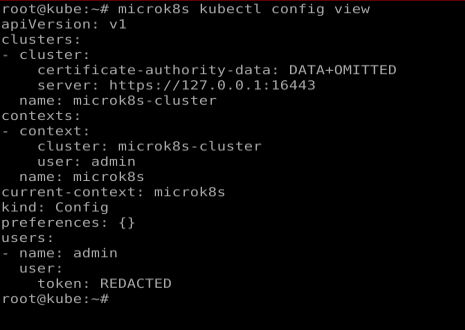 root@kube:~# microk8s kubectl config view
apiVersion: v1
clusters:
- cluster:
    certificate-authority-data: DATA+OMITTED
    server: https://127.0.0.1:16443
  name: microk8s-cluster
contexts:
- context:
    cluster: microk8s-cluster
    user: admin
  name: microk8s
current-context: microk8s
kind: Config
preferences: {}
users:
- name: admin
  user:
    token: REDACTED
root@kube:~#